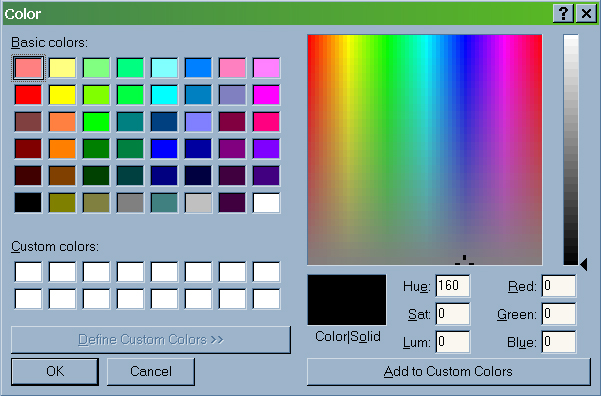 Color
Basic colors:
Custom colors:
Define Custom Colors >>
OK
Cancel
Color|Solid
Hue: 160
Sat: 0
Lum: 0
Red: 0
Green: 0
Blue: 0
Add to Custom Colors